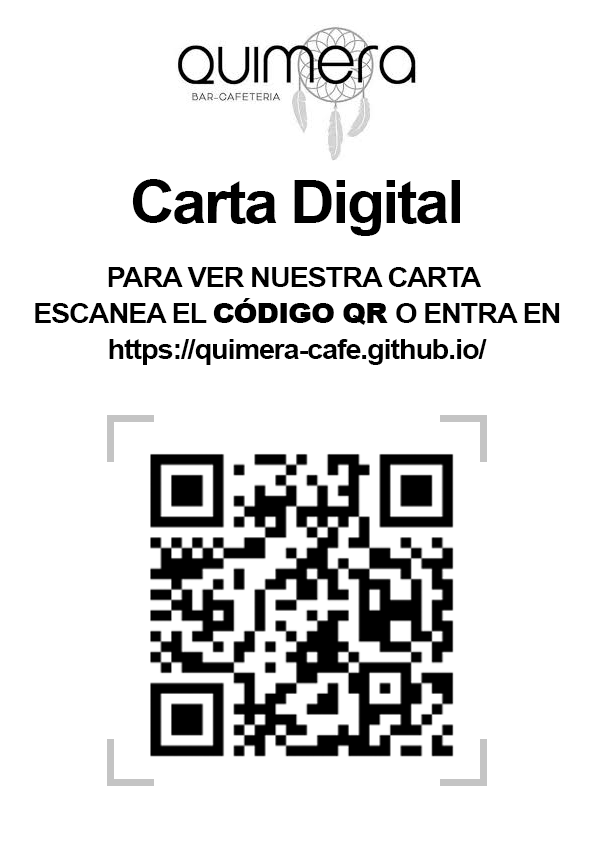 QUIMERA
BAR-CAFETERIA
Carta Digital
PARA VER NUESTRA CARTA
ESCANEA EL CÓDIGO QR O ENTRA EN
https://quimera-cafe.github.io/